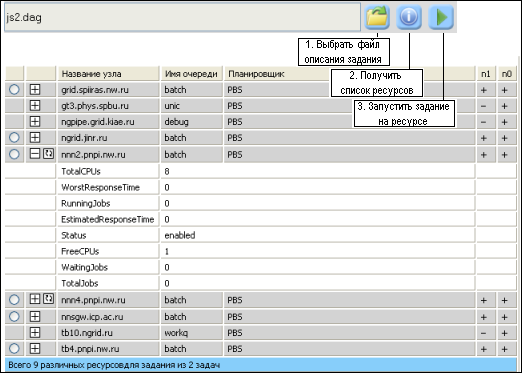 js2.dag
1. Выбрать файл
описания задания
2. Получить
список ресурсов
3. Запустить задание
на ресурсе
Название узла Имя очереди Планировщик n1 n0
grid.spiiras.nw.ru batch PBS + +
gt3.phys.spbu.ru unic PBS - +
ngpipe.grid.kiae.ru debug PBS - +
ngrid.jinr.ru batch PBS + +
nnn2.pnpi.nw.ru batch PBS + +
TotalCPUs 8
WorstResponseTime 0
RunningJobs 0
EstimatedResponseTime 0
Status enabled
FreeCPUs 1
WaitingJobs 0
TotalJobs 0
nnn4.pnpi.nw.ru batch PBS + +
nnsgw.icp.ac.ru batch PBS + +
tb10.ngrid.ru workq PBS - +
tb4.pnpi.nw.ru batch PBS + +
Всего 9 различных ресурсовдля задания из 2 задач